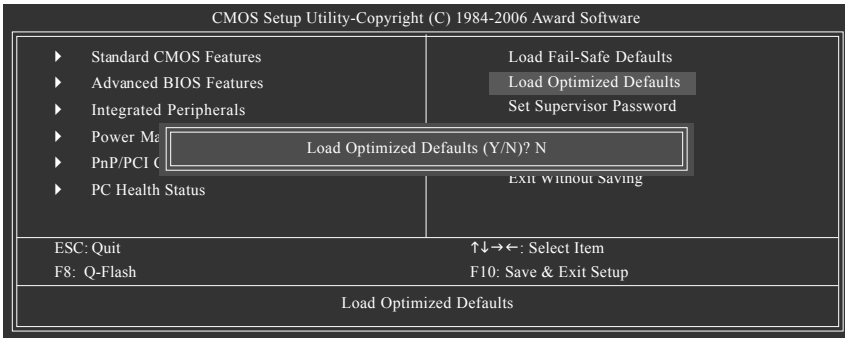 CMOS Setup Utility-Copyright (C) 1984-2006 Award Software
Standard CMOS Features
Advanced BIOS Features
Integrated Peripherals
Power
PnP/PCI
PC Health Status
Load Fail-Safe Defaults
Load Optimized Defaults
Set Supervisor Password
Exit Without Saving
Load Optimized Defaults (Y/N)? N
ESC: Quit
↑↓→←: Select Item
F8: Q-Flash
F10: Save & Exit Setup
Load Optimized Defaults